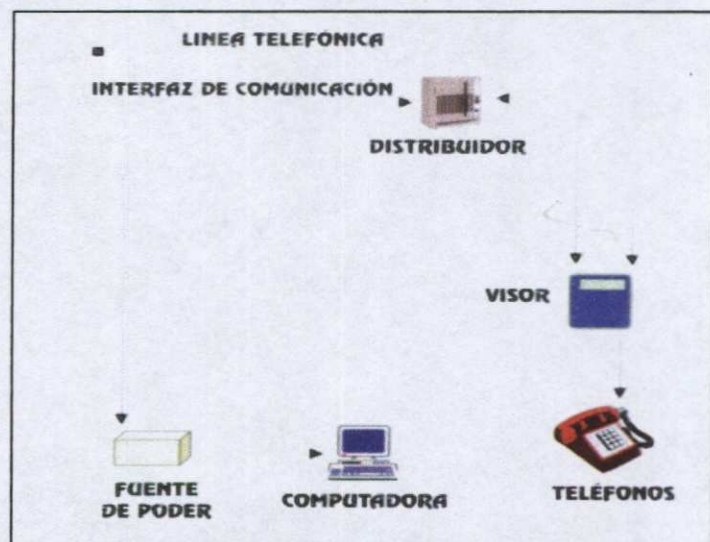 LINEA TELEFÓNICA
INTERFAZ DE COMUNICACIÓN
DISTRIBUIDOR
VISOR
FUENTE
DE PODER
COMPUTADORA
TELÉFONOS